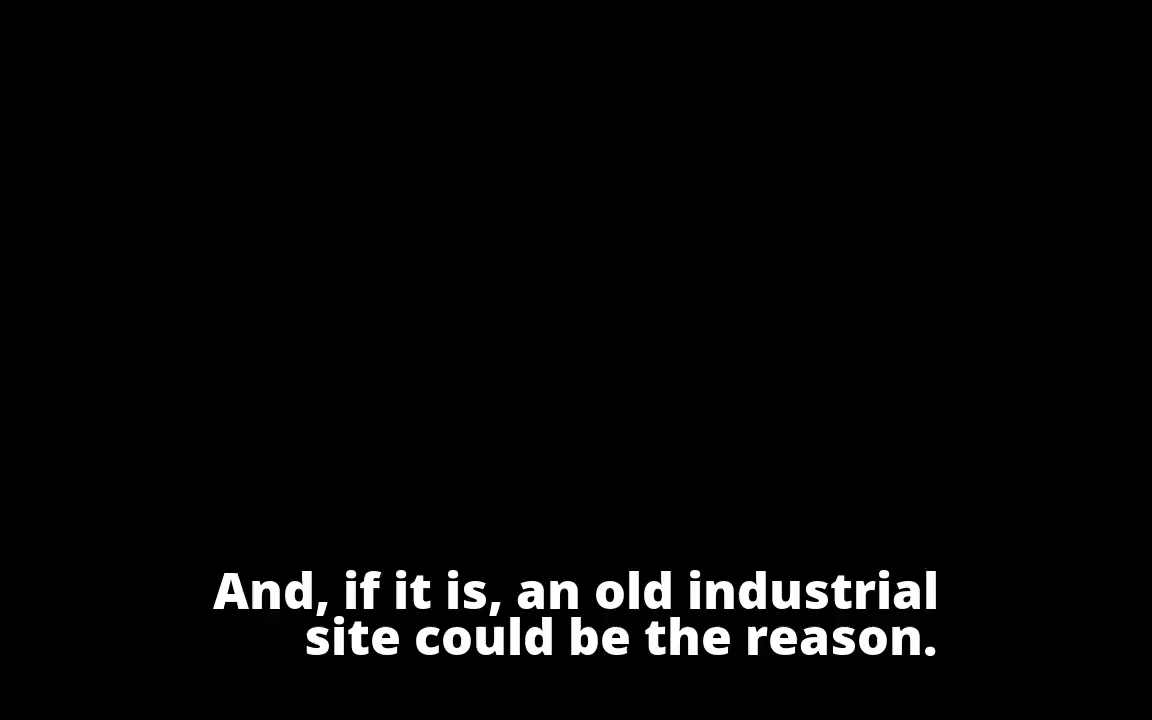 And, if it is, an old industrial
site could be the reason.